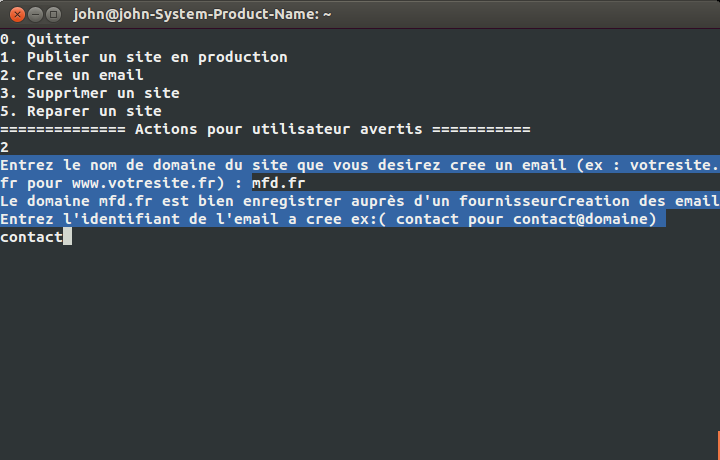 john@john-System-Product-Name: ~
0. Quitter
1. Publier un site en production
2. Cree un email
3. Supprimer un site
5. Reparer un site
============== Actions pour utilisateur avertis ===========
2
Entrez le nom de domaine du site que vous desirez cree un email (ex : votresite.
fr pour www.votresite.fr) : mfd.fr
Le domaine mfd.fr est bien enregistrer auprès d'un fournisseurCreation des email
Entrez l'identifiant de l'email a cree ex:( contact pour contact@domaine)
contact